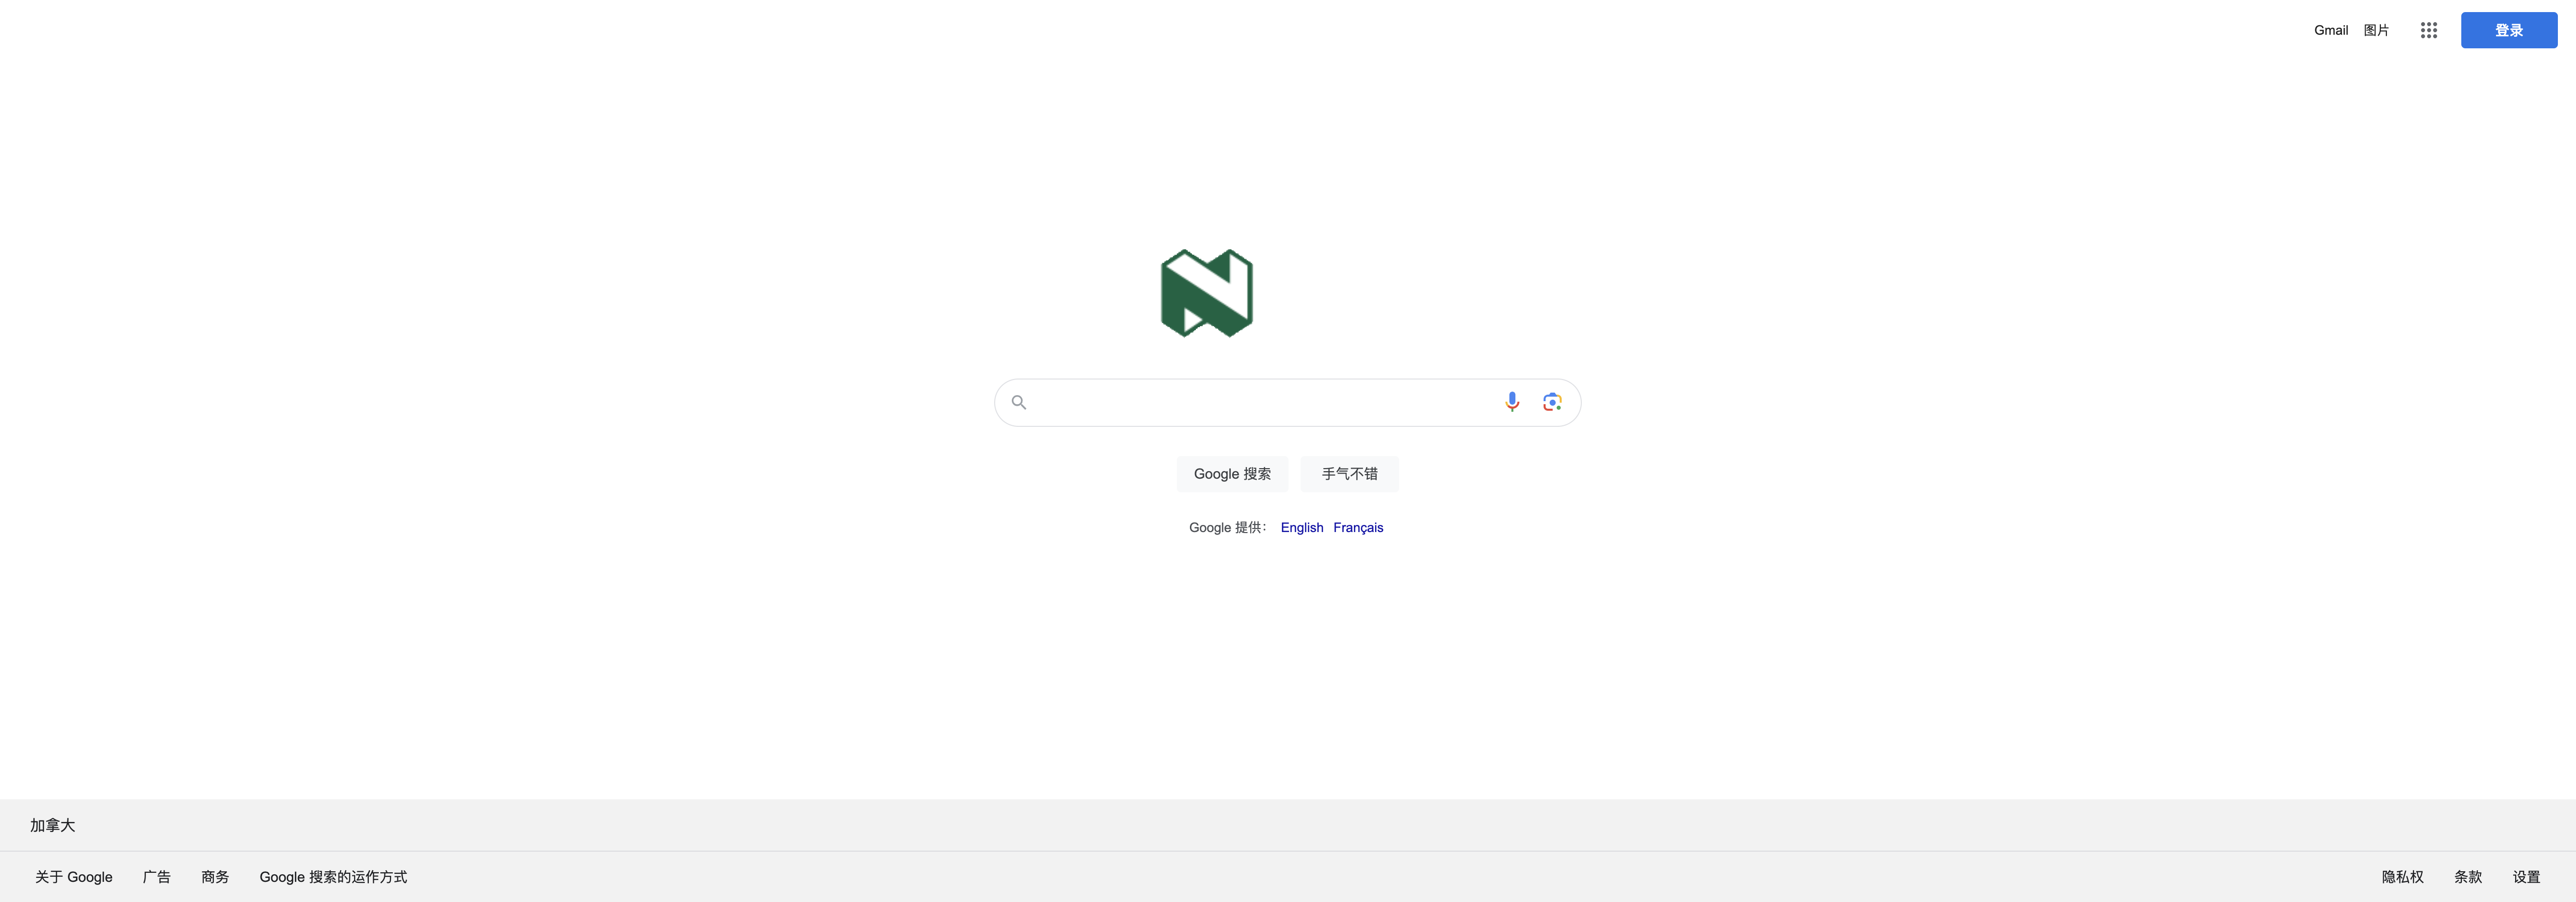 Gmail 图片 登录
Google 搜索 手气不错
Google 提供： English Français
加拿大
关于 Google 广告 商务 Google 搜索的运作方式 隐私权 条款 设置